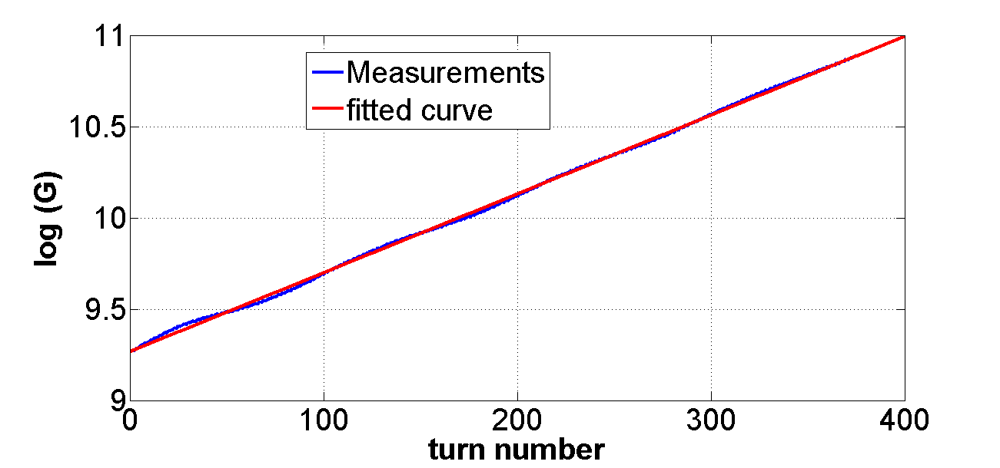 11
10.5
10
9.5
9
log (G)
Measurements
fitted curve
0 100 200 300 400
turn number